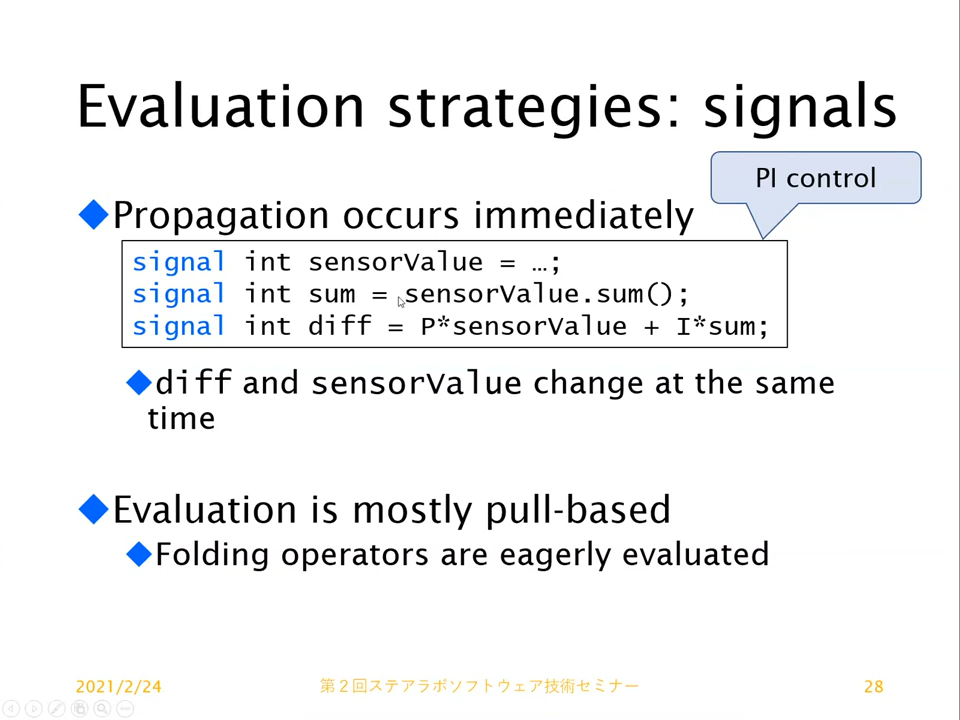 Evaluation strategies: signals
PI control
Propagation occurs immediately
signal int sensorValue = …;
signal int sum = sensorValue.sum();
signal int diff = P*sensorValue + I*sum;
diff and sensorValue change at the same
time
Evaluation is mostly pull-based
Folding operators are eagerly evaluated
2021/2/24
第２回ステアラボソフトウェア技術セミナー
28